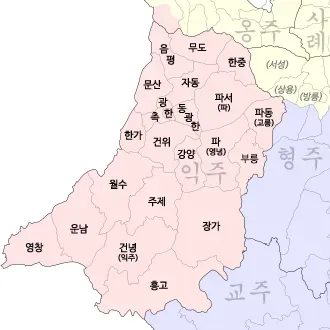 옹주
사
례
음
평
무도
한중
(서성)
(상용)
(방릉)
문산
자동
파서
(파)
파동
(고릉)
광
한
촉
동
광
한
한가
건위
강양
파
(영녕)
부릉
형주
익주
월수
주제
영창
운남
건녕
(익주)
장가
흥고
교주